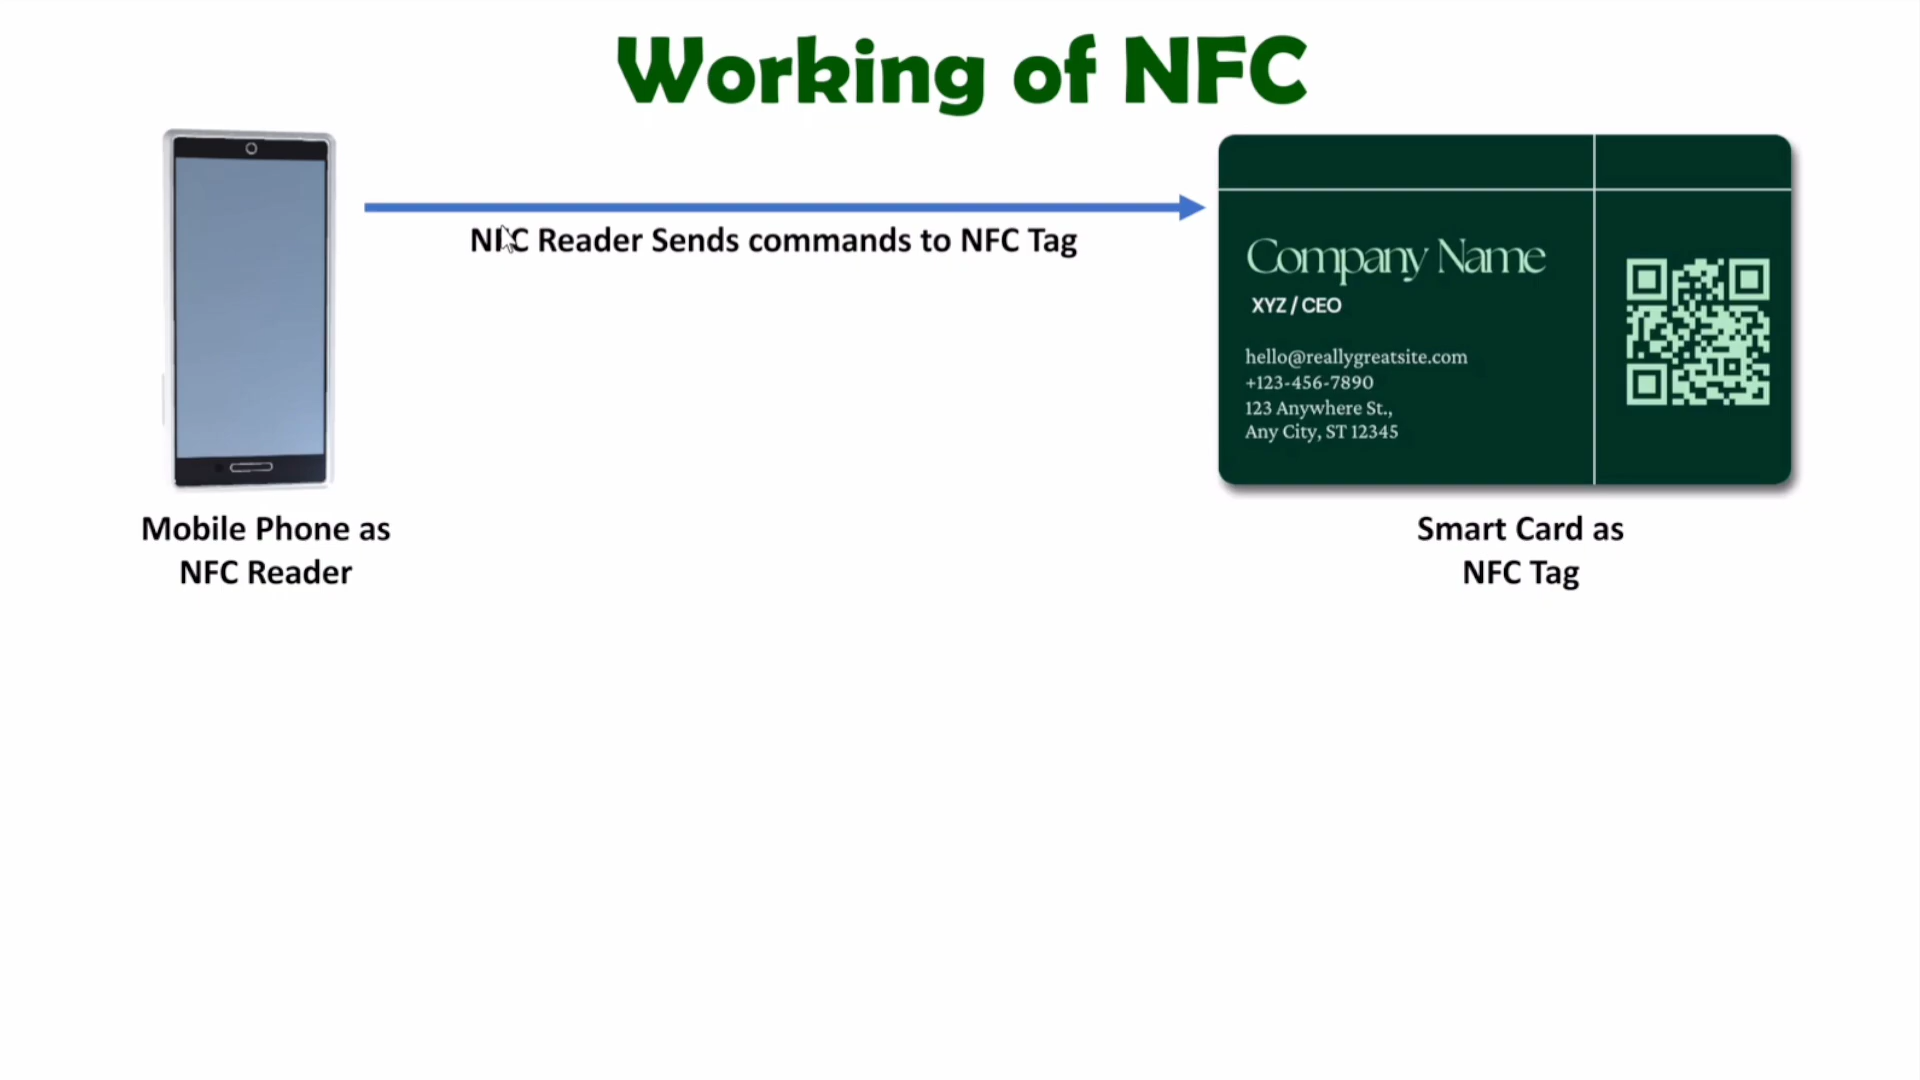 Working of NFC
NFC Reader Sends commands to NFC Tag
Company Name
XYZ / CEO
hello@reallygreatsite.com
+123-456-7890
123 Anywhere St.,
Any City, ST 12345
Mobile Phone as
NFC Reader
Smart Card as
NFC Tag